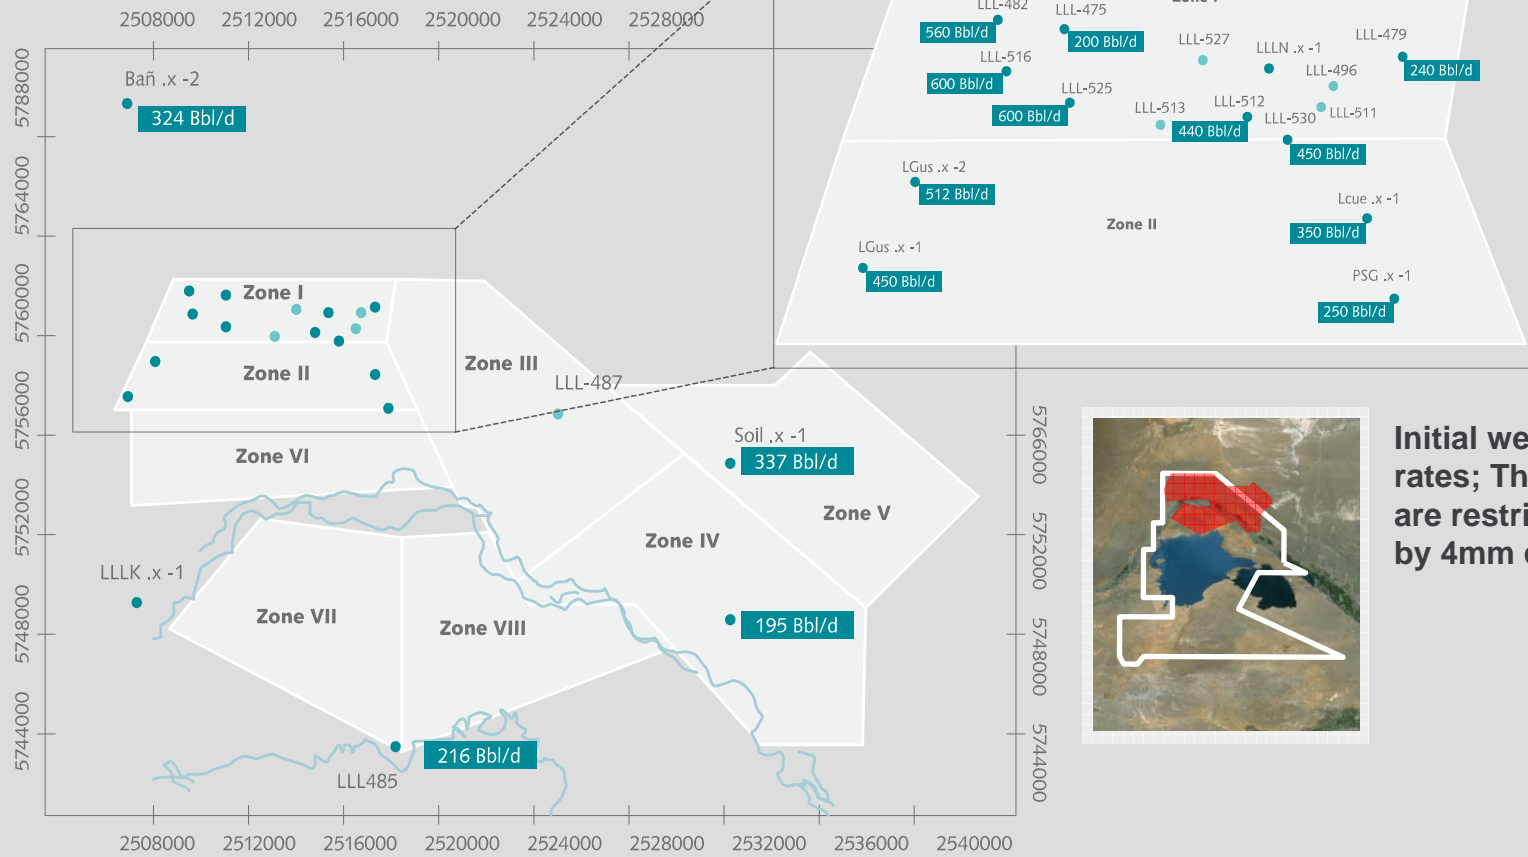 2508000 2512000 2516000 2520000 2524000 2528000
LLL-482
560 Bbl/d
LLL-475
200 Bbl/d
LLL-516
600 Bbl/d
LLL-525
600 Bbl/d
LLL-527
LLLN .x -1
LLL-479
240 Bbl/d
LLL-496
LLL-511
LLL-513
LLL-512
440 Bbl/d
LLL-530
450 Bbl/d
LGus .x -2
512 Bbl/d
Zone II
Lcue .x -1
350 Bbl/d
LGus .x -1
450 Bbl/d
PSG .x -1
250 Bbl/d
5788000
5764000
5760000
5756000
5752000
5748000
5744000
Bañ .x -2
324 Bbl/d
Zone I
Zone II
Zone III
LLL-487
Zone VI
Soil .x -1
337 Bbl/d
Zone V
Zone IV
LLLK .x -1
Zone VII
Zone VIII
195 Bbl/d
216 Bbl/d
LLL485
5766000
5752000
5748000
5744000
2508000 2512000 2516000 2520000 2524000 2528000 2532000 2536000 2540000
Initial we
rates; Th
are restri
by 4mm